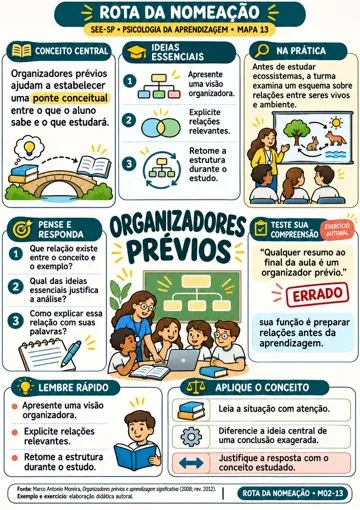 ROTA DA NOMEAÇÃO
SEE-SP • PSICOLOGIA DA APRENDIZAGEM • MAPA 13
CONCEITO CENTRAL
Organizadores prévios
ajudam a estabelecer
uma ponte conceitual
entre o que o aluno
sabe e o que estudará.
IDEIAS
ESSENCIAIS
1
Apresente
uma visão
organizadora.
2
Explicite
relações
relevantes.
3
Retome a
estrutura
durante o
estudo.
NA PRÁTICA
Antes de estudar
ecossistemas, a turma
examina um esquema sobre
relações entre seres vivos
e ambiente.
PENSE E
RESPONDA
1
Que relação existe
entre o conceito e
o exemplo?
2
Qual das ideias
essenciais justifica
a análise?
3
Como explicar essa
relação com suas
palavras?
ORGANIZADORES
PRÉVIOS
TESTE SUA
COMPREENSÃO
EXERCÍCIO
AUTORAL
“Qualquer resumo ao
final da aula é um
organizador prévio.”
ERRADO
sua função é preparar
relações antes da
aprendizagem.
LEMBRE RÁPIDO
Apresente uma visão
organizadora.
Explicite relações
relevantes.
Retome a estrutura
durante o estudo.
APLIQUE O CONCEITO
Leia a situação com atenção.
Diferencie a ideia central de
uma conclusão exagerada.
Justifique a resposta com o
conceito estudado.
Fonte: Marco Antonio Moreira, Organizadores prévios e aprendizagem significativa (2008; rev. 2012).
Exemplo e exercício: elaboração didática autoral.
ROTA DA NOMEAÇÃO • M02-13